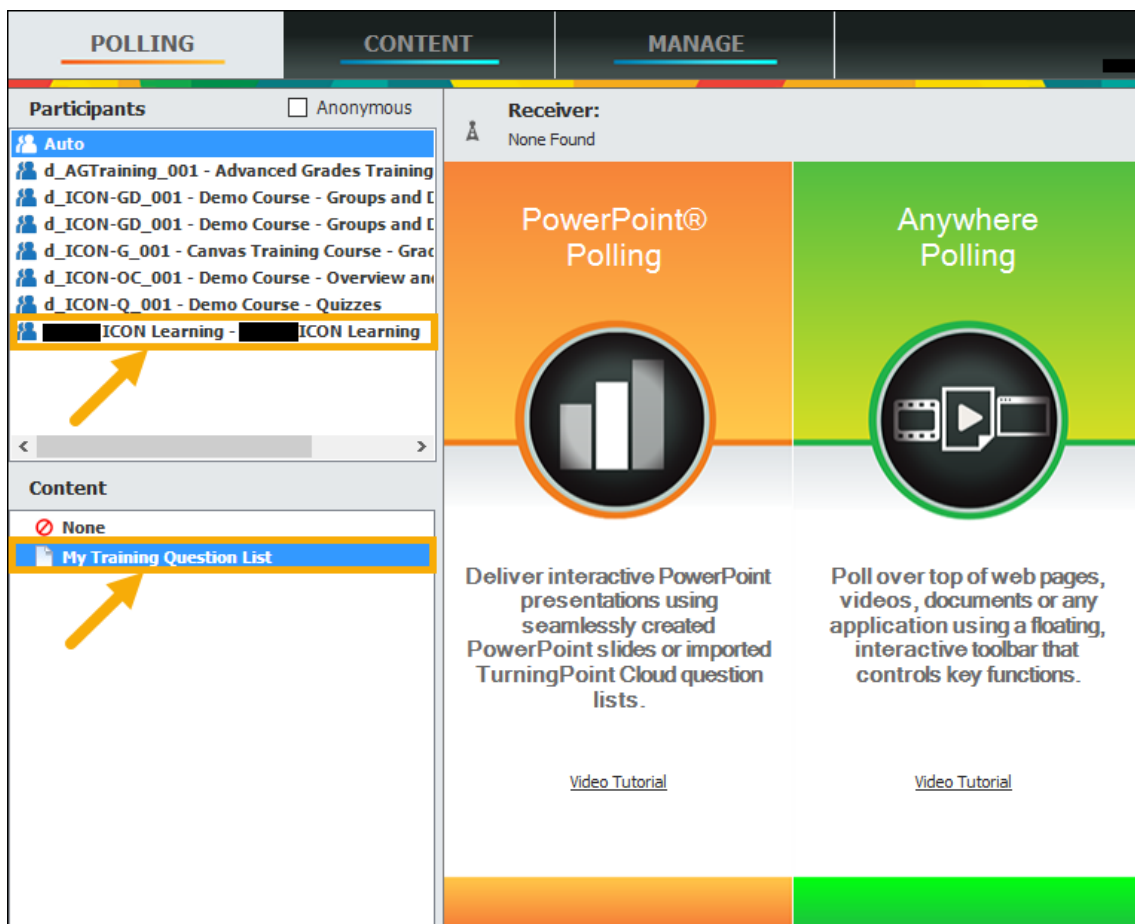 POLLING
CONTENT
MANAGE
Participants
Anonymous
Auto
d_AGTraining_001 - Advanced Grades Training
d_ICON-GD_001 - Demo Course - Groups and
d_ICON-GD_001 - Demo Course - Groups and
d_ICON-G_001 - Canvas Training Course - Grad
d_ICON-OC_001 - Demo Course - Overview an
d_ICON-Q_001 - Demo Course - Quizzes
ICON Learning - ICON Learning
Content
None
My Training Question List
Receiver:
None Found
PowerPoint®
Polling
Deliver interactive PowerPoint
presentations using
seamlessly created
PowerPoint slides or imported
TurningPoint Cloud question
lists.
Video Tutorial
Anywhere
Polling
Poll over top of web pages,
videos, documents or any
application using a floating,
interactive toolbar that
controls key functions.
Video Tutorial